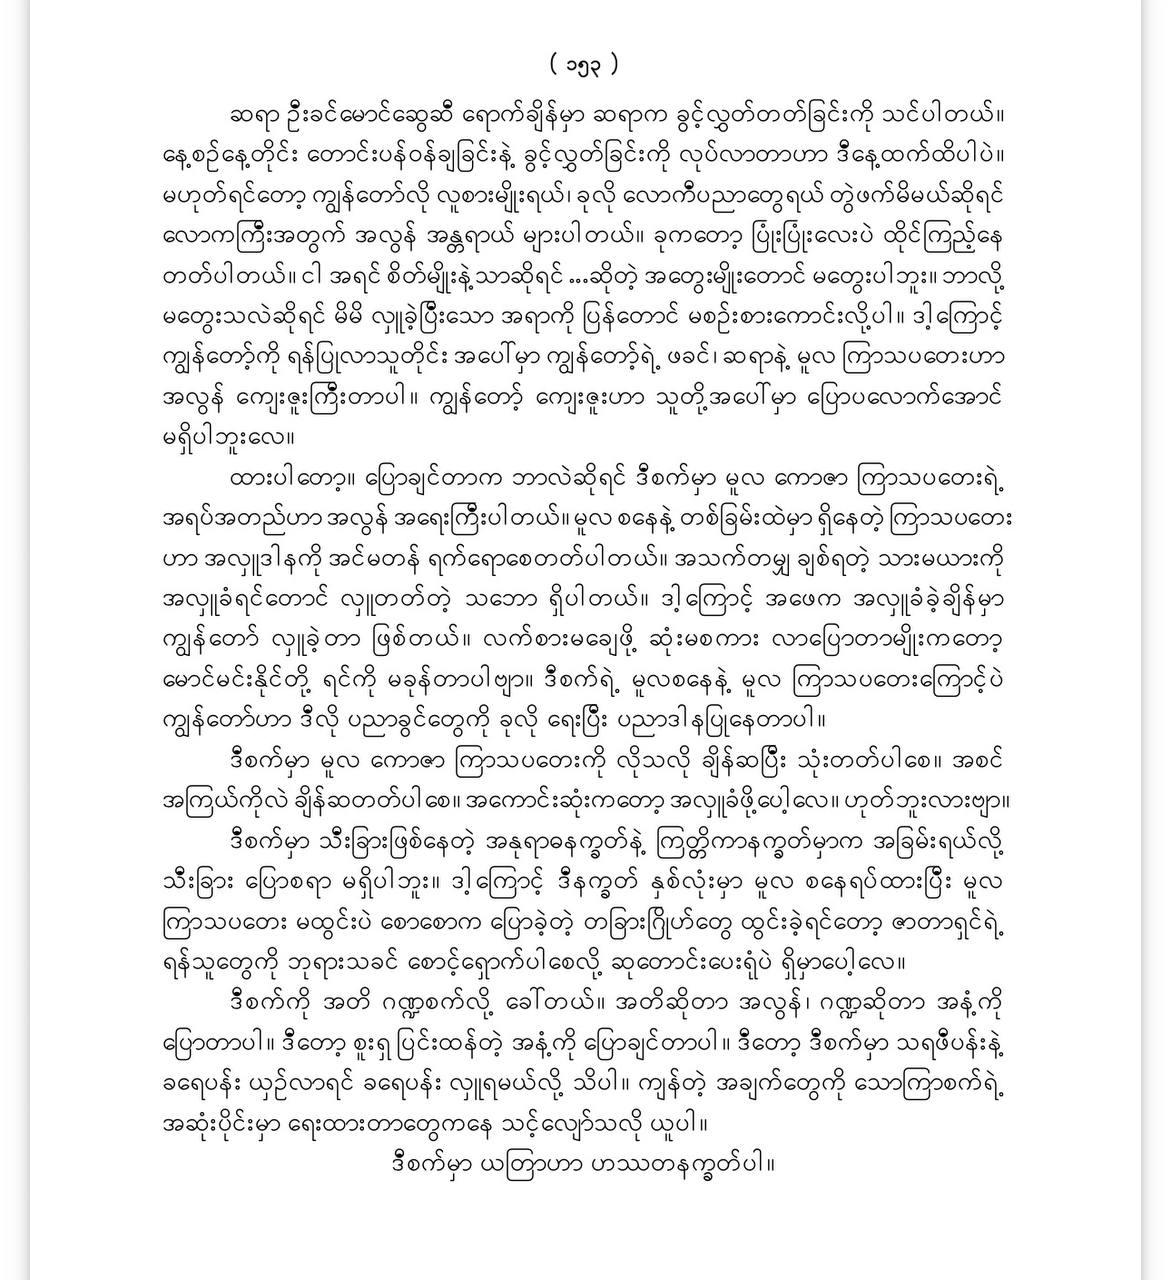 ( ၁၅၃ )
ဆရာ ဦးခင်မောင်ဆွေဆီ ရောက်ချိန်မှာ ဆရာက ခွင့်လွှတ်တတ်ခြင်းကို သင်ပါတယ်။
နေ့စဉ်နေ့တိုင်း တောင်းပန်ဝန်ချခြင်းနဲ့ ခွင့်လွှတ်ခြင်းကို လုပ်လာတာဟာ ဒီနေ့ထက်ထိပါပဲ။
မဟုတ်ရင်တော့ ကျွန်တော်လို လူစားမျိုးရယ်၊ ခုလို လောကီပညာတွေရယ် တွဲဖက်မိမယ်ဆိုရင်
လောကကြီးအတွက် အလွန် အန္တရာယ် များပါတယ်။ ခုကတော့ ပြုံးပြုံးလေးပဲ ထိုင်ကြည့်နေ
တတ်ပါတယ်။ ငါ အရင် စိတ်မျိုးနဲ့သာဆိုရင် ...ဆိုတဲ့ အတွေးမျိုးတောင် မတွေးပါဘူး။ ဘာလို့
မတွေးသလဲဆိုရင် မိမိ လှူခဲ့ပြီးသော အရာကို ပြန်တောင် မစဉ်းစားကောင်းလို့ပါ။ ဒါ့ကြောင့်
ကျွန်တော့်ကို ရန်ပြုလာသူတိုင်း အပေါ်မှာ ကျွန်တော့်ရဲ့ ဖခင်၊ ဆရာနဲ့ မူလ ကြာသပတေးဟာ
အလွန် ကျေးဇူးကြီးတာပါ။ ကျွန်တော့် ကျေးဇူးဟာ သူတို့အပေါ်မှာ ပြောပလောက်အောင်
မရှိပါဘူးလေ။
ထားပါတော့။ ပြောချင်တာက ဘာလဲဆိုရင် ဒီစက်မှာ မူလ ကောဇာ ကြာသပတေးရဲ့
အရပ်အတည်ဟာ အလွန် အရေးကြီးပါတယ်။ မူလ စနေနဲ့ တစ်ခြမ်းထဲမှာ ရှိနေတဲ့ ကြာသပတေး
ဟာ အလှူဒါနကို အင်မတန် ရက်ရောစေတတ်ပါတယ်။ အသက်တမျှ ချစ်ရတဲ့ သားမယားကို
အလှူခံရင်တောင် လှူတတ်တဲ့ သဘော ရှိပါတယ်။ ဒါ့ကြောင့် အဖေက အလှူခံခဲ့ချိန်မှာ
ကျွန်တော် လှူခဲ့တာ ဖြစ်တယ်။ လက်စားမချေဖို့ ဆုံးမစကား လာပြောတာမျိုးကတော့
မောင်မင်းနိုင်တို့ ရင်ကို မခုန်တာပါဗျာ။ ဒီစက်ရဲ့ မူလစနေနဲ့ မူလ ကြာသပတေးကြောင့်ပဲ
ကျွန်တော်ဟာ ဒီလို ပညာခွင်တွေကို ခုလို ရေးပြီး ပညာဒါနပြုနေတာပါ။
ဒီစက်မှာ မူလ ကောဇာ ကြာသပတေးကို လိုသလို ချိန်ဆပြီး သုံးတတ်ပါစေ။ အစင်
အကြယ်ကိုလဲ ချိန်ဆတတ်ပါစေ။ အကောင်းဆုံးကတော့ အလှူခံဖို့ပေါ့လေ။ ဟုတ်ဘူးလားဗျာ။
ဒီစက်မှာ သီးခြားဖြစ်နေတဲ့ အနုရာဓနက္ခတ်နဲ့ ကြတ္တိကာနက္ခတ်မှာက အခြမ်းရယ်လို့
သီးခြား ပြောစရာ မရှိပါဘူး။ ဒါ့ကြောင့် ဒီနက္ခတ် နှစ်လုံးမှာ မူလ စနေရပ်ထားပြီး မူလ
ကြာသပတေး မထွင်းပဲ စောစောက ပြောခဲ့တဲ့ တခြားဂြိုဟ်တွေ ထွင်းခဲ့ရင်တော့ ဇာတာရှင်ရဲ့
ရန်သူတွေကို ဘုရားသခင် စောင့်ရှောက်ပါစေလို့ ဆုတောင်းပေးရုံပဲ ရှိမှာပေါ့လေ။
ဒီစက်ကို အတိ ဂဏ္ဍစက်လို့ ခေါ်တယ်။ အတိဆိုတာ အလွန်၊ ဂဏ္ဍဆိုတာ အနံ့ကို
ပြောတာပါ။ ဒီတော့ စူးရှ ပြင်းထန်တဲ့ အနံ့ကို ပြောချင်တာပါ။ ဒီတော့ ဒီစက်မှာ သရဖီပန်းနဲ့
ခရေပန်း ယှဉ်လာရင် ခရေပန်း လှူရမယ်လို့ သိပါ။ ကျန်တဲ့ အချက်တွေကို သောကြာစက်ရဲ့
အဆုံးပိုင်းမှာ ရေးထားတာတွေကနေ သင့်လျော်သလို ယူပါ။
ဒီစက်မှာ ယတြာဟာ ဟဿတနက္ခတ်ပါ။